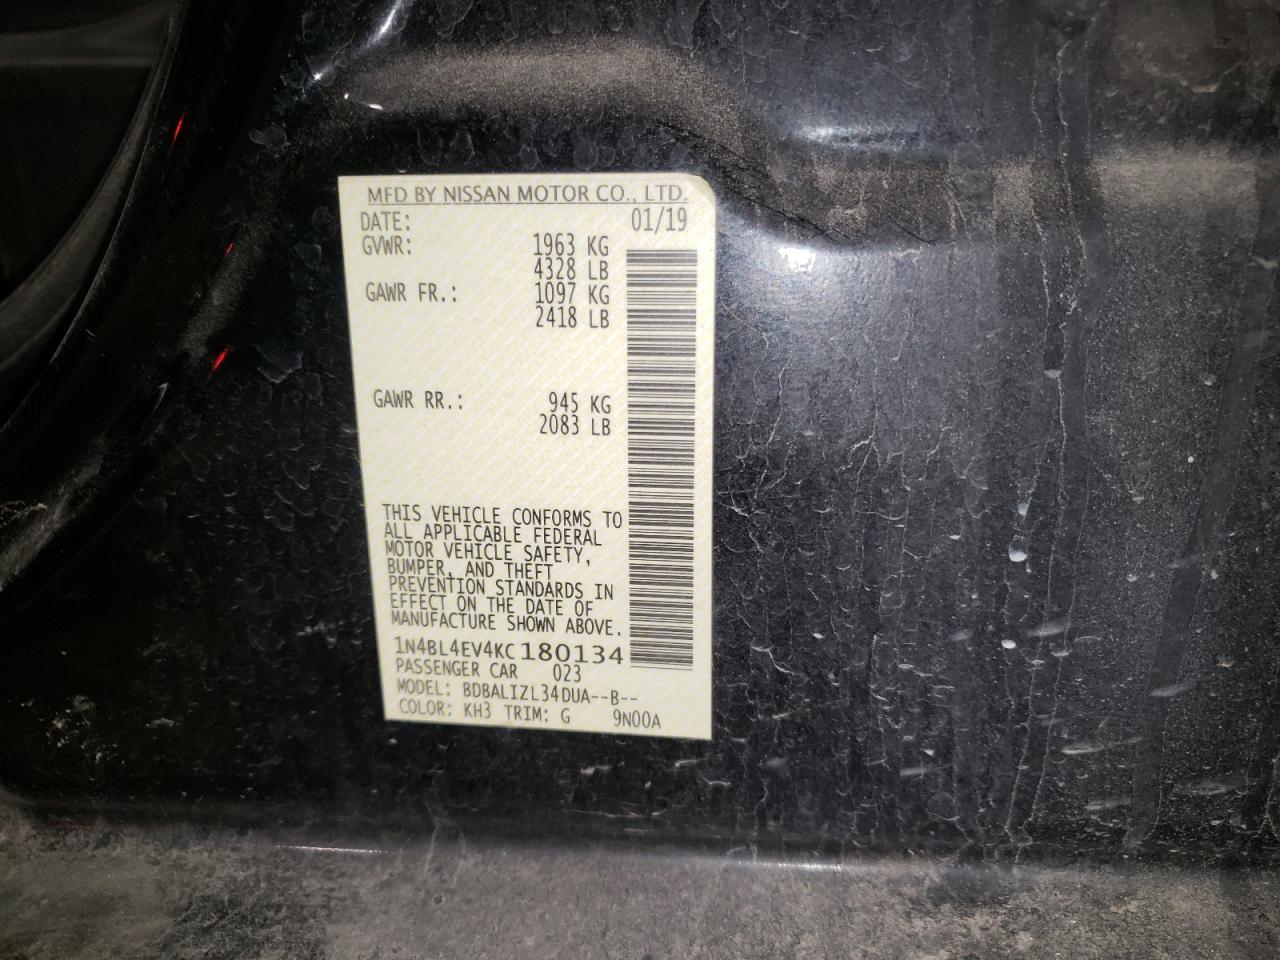 MFD BY NISSAN MOTOR CO., LTD.
DATE: 01/19
GVWR: 1963 KG
4328 LB
GAWR FR.: 1097 KG
2418 LB
GAWR RR.: 945 KG
2083 LB
THIS VEHICLE CONFORMS TO
ALL APPLICABLE FEDERAL
MOTOR VEHICLE SAFETY,
BUMPER, AND THEFT
PREVENTION STANDARDS IN
EFFECT ON THE DATE OF
MANUFACTURE SHOWN ABOVE.
1N4BL4EV4KC180134
PASSENGER CAR 023
MODEL: BDBALIZL34DUA--B--
COLOR: KH3 TRIM: G 9N00A